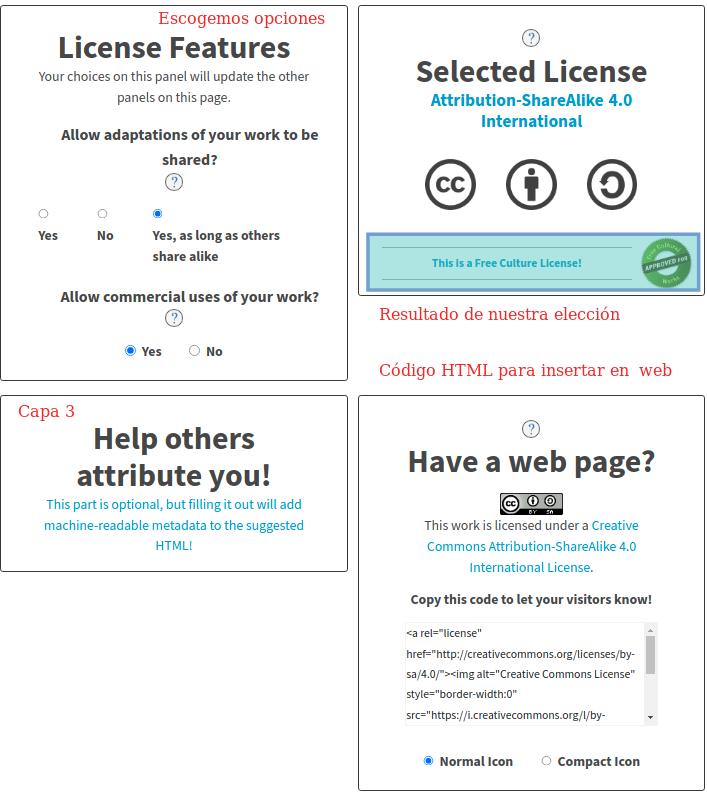 Escogemos opciones
License Features
Your choices on this panel will update the other
panels on this page.
Allow adaptations of your work to be
shared?
?
Yes
No
Yes, as long as others
share alike
Allow commercial uses of your work?
?
Yes
No
?
Selected License
Attribution-ShareAlike 4.0
International
cc
This is a Free Culture License!
Free Cultural
APPROVED FOR
Works
Resultado de nuestra elección
Código HTML para insertar en web
Capa 3
Help others
attribute you!
This part is optional, but filling it out will add
machine-readable metadata to the suggested
HTML!
?
Have a web page?
cc
BY SA
This work is licensed under a Creative
Commons Attribution-ShareAlike 4.0
International License.
Copy this code to let your visitors know!
<a rel="license"
href="http://creativecommons.org/licenses/by-
sa/4.0/"><img alt="Creative Commons License"
style="border-width:0"
src="https://i.creativecommons.org/l/by-
Normal Icon
Compact Icon